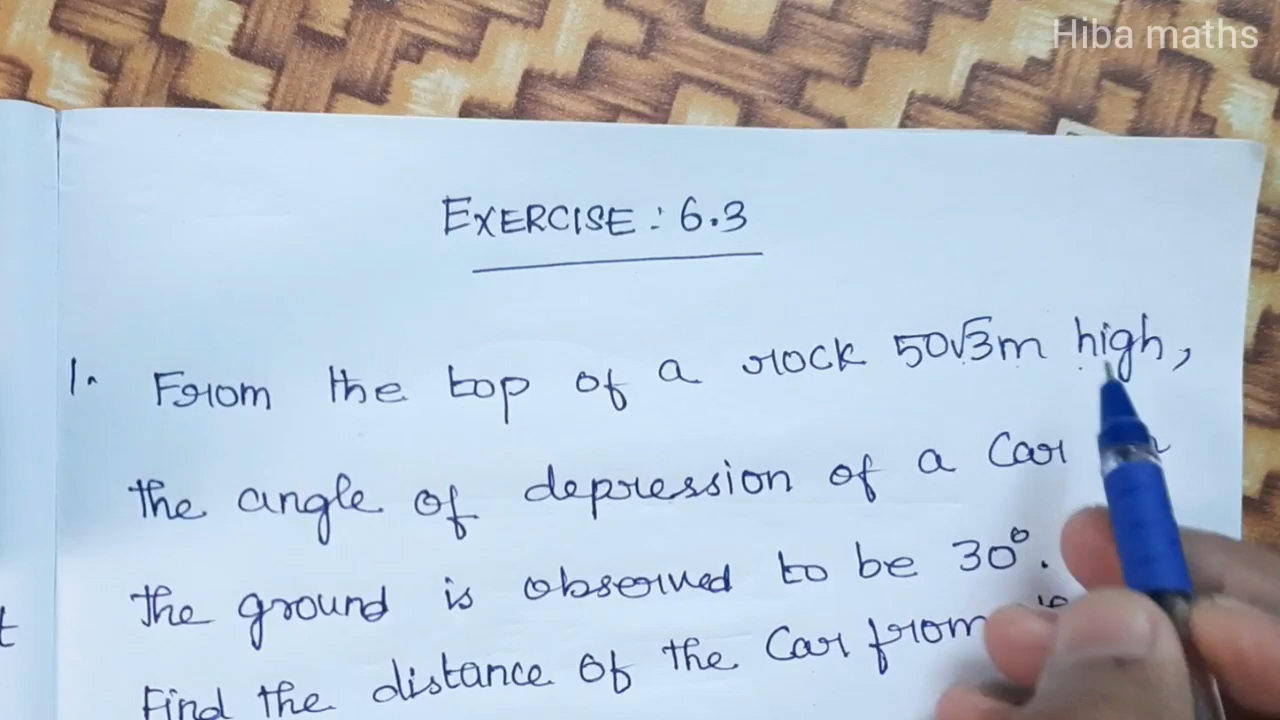 Hiba maths
EXERCISE : 6.3
1. From the top of a rock 50√3m high,
the angle of depression of a Car
the ground is observed to be 30°.
Find the distance of the Car from
t